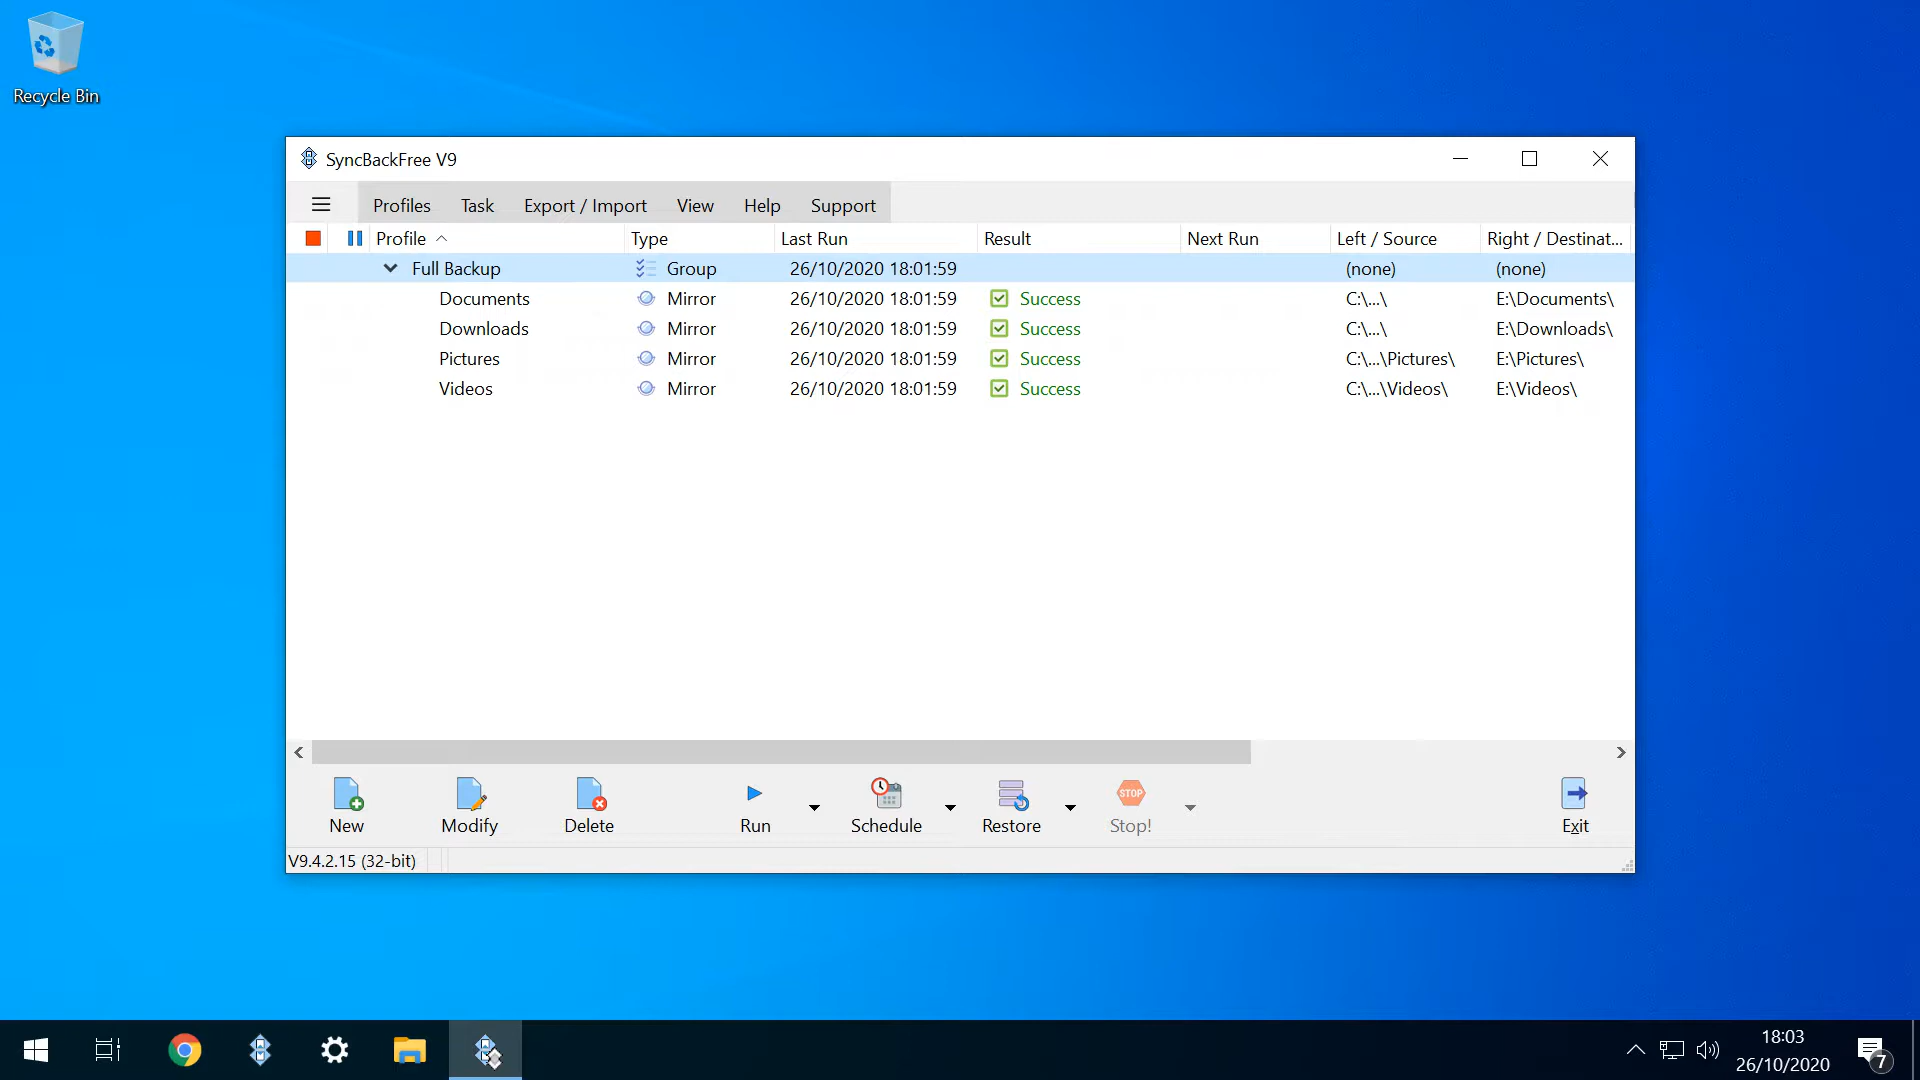 Recycle Bin
SyncBackFree V9
Profiles Task Export / Import View Help Support
Profile Type Last Run Result Next Run Left / Source Right / Destinat...
Full Backup Group 26/10/2020 18:01:59 (none) (none)
Documents Mirror 26/10/2020 18:01:59 Success C:\...\ E:\Documents\
Downloads Mirror 26/10/2020 18:01:59 Success C:\...\ E:\Downloads\
Pictures Mirror 26/10/2020 18:01:59 Success C:\...\Pictures\ E:\Pictures\
Videos Mirror 26/10/2020 18:01:59 Success C:\...\Videos\ E:\Videos\
STOP
New Modify Delete Run Schedule Restore Stop! Exit
V9.4.2.15 (32-bit)
18:03
26/10/2020
7